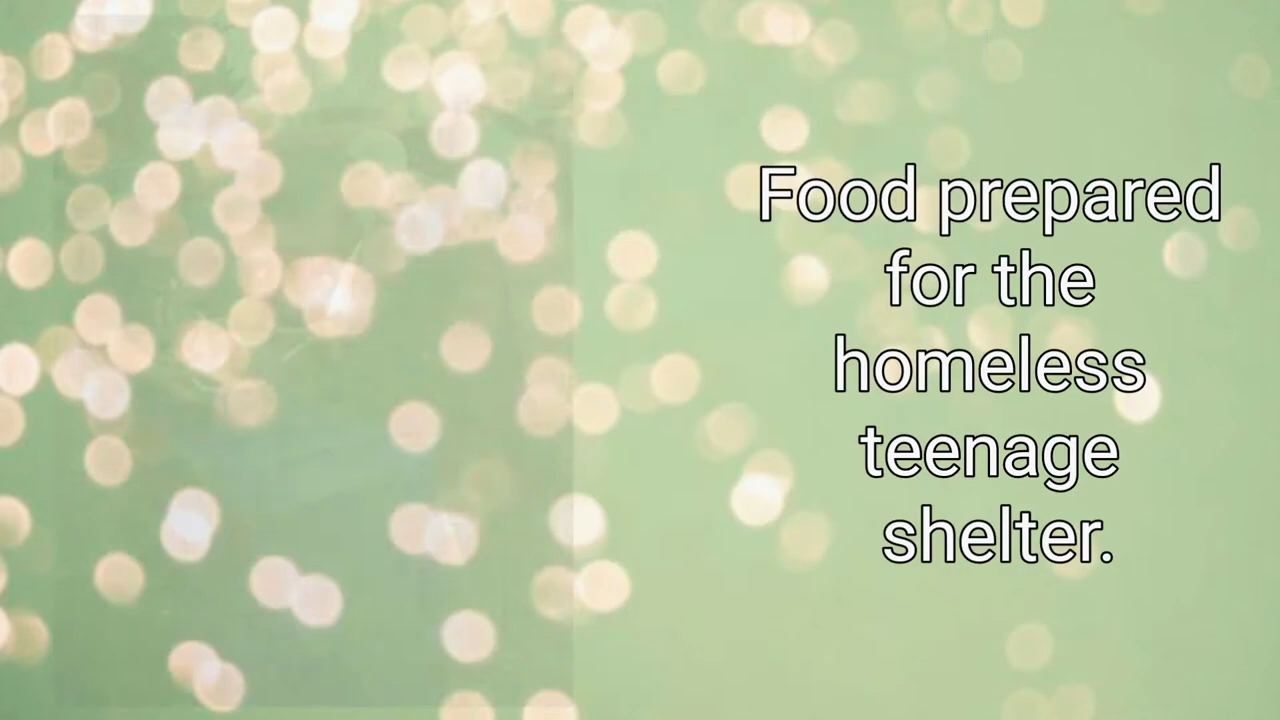 Food prepared
for the
homeless
teenage
shelter.